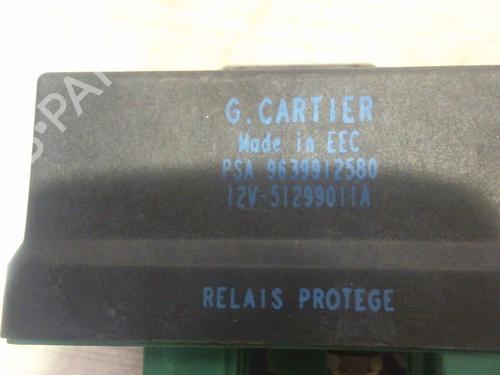 G.CARTIER
Made in EEC
PSA 9639912580
12V-51299011A
RELAIS PROTEGE